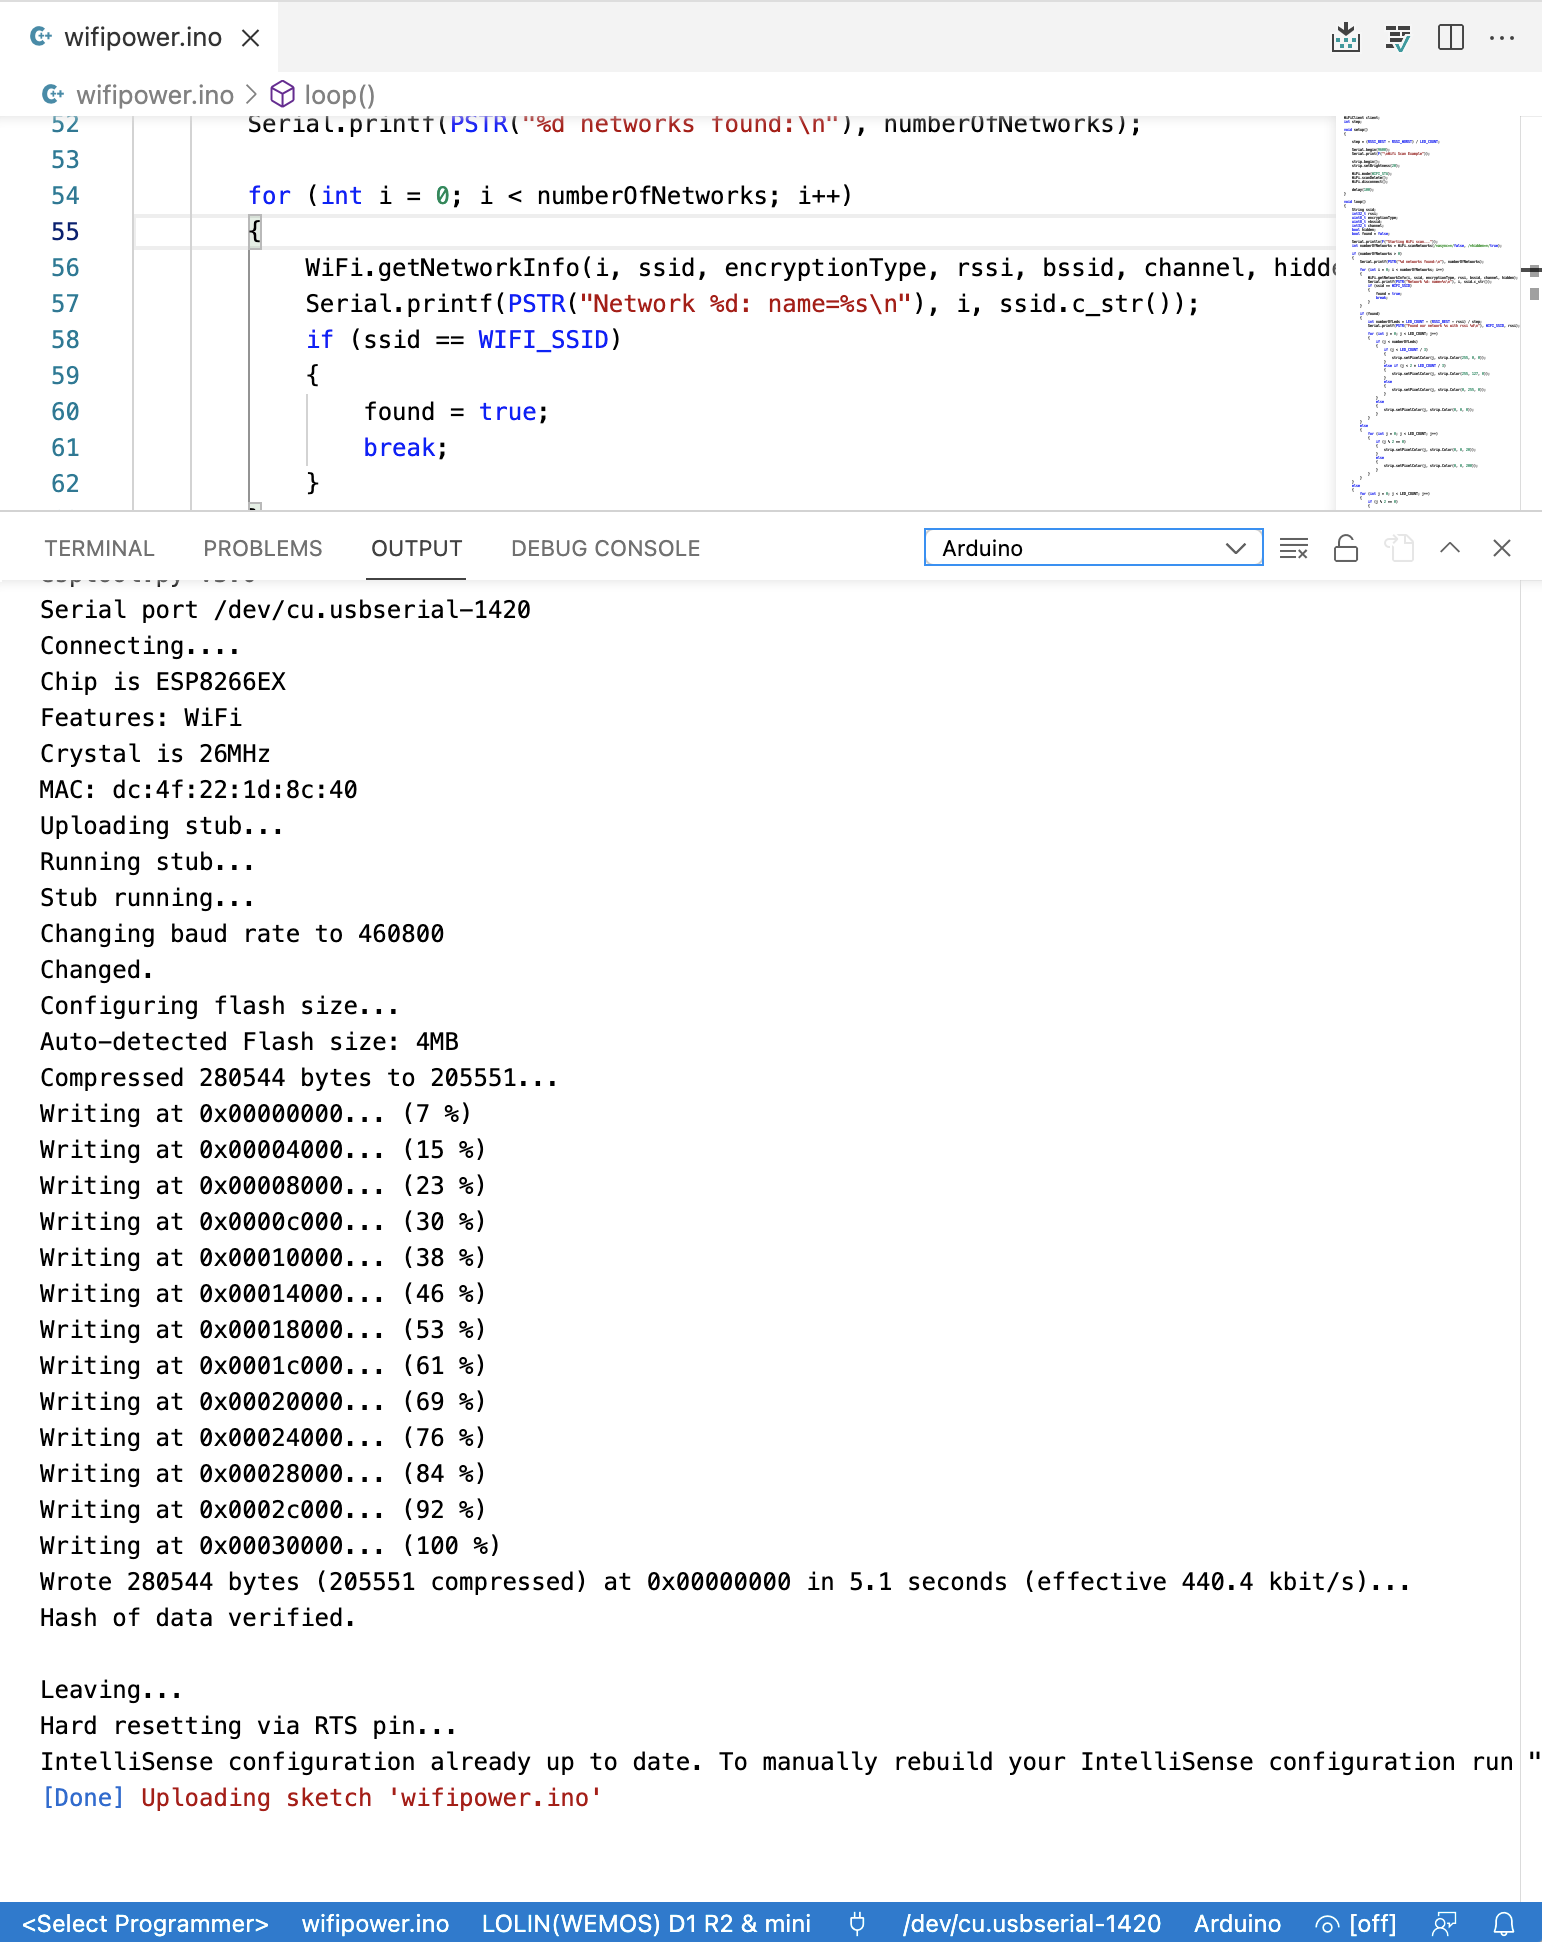 wifipower.ino
wifipower.ino > loop()
52 Serial.printf(PSTR("%d networks found:\n"), numberOfNetworks);
53
54 for (int i = 0; i < numberOfNetworks; i++)
55 {
56 WiFi.getNetworkInfo(i, ssid, encryptionType, rssi, bssid, channel, hidde
57 Serial.printf(PSTR("Network %d: name=%s\n"), i, ssid.c_str());
58 if (ssid == WIFI_SSID)
59 {
60 found = true;
61 break;
62 }
TERMINAL PROBLEMS OUTPUT DEBUG CONSOLE Arduino
Serial port /dev/cu.usbserial-1420
Connecting....
Chip is ESP8266EX
Features: WiFi
Crystal is 26MHz
MAC: dc:4f:22:1d:8c:40
Uploading stub...
Running stub...
Stub running...
Changing baud rate to 460800
Changed.
Configuring flash size...
Auto-detected Flash size: 4MB
Compressed 280544 bytes to 205551...
Writing at 0x00000000... (7 %)
Writing at 0x00004000... (15 %)
Writing at 0x00008000... (23 %)
Writing at 0x0000c000... (30 %)
Writing at 0x00010000... (38 %)
Writing at 0x00014000... (46 %)
Writing at 0x00018000... (53 %)
Writing at 0x0001c000... (61 %)
Writing at 0x00020000... (69 %)
Writing at 0x00024000... (76 %)
Writing at 0x00028000... (84 %)
Writing at 0x0002c000... (92 %)
Writing at 0x00030000... (100 %)
Wrote 280544 bytes (205551 compressed) at 0x00000000 in 5.1 seconds (effective 440.4 kbit/s)...
Hash of data verified.
Leaving...
Hard resetting via RTS pin...
IntelliSense configuration already up to date. To manually rebuild your IntelliSense configuration run "
[Done] Uploading sketch 'wifipower.ino'
<Select Programmer> wifipower.ino LOLIN(WEMOS) D1 R2 & mini /dev/cu.usbserial-1420 Arduino [off]